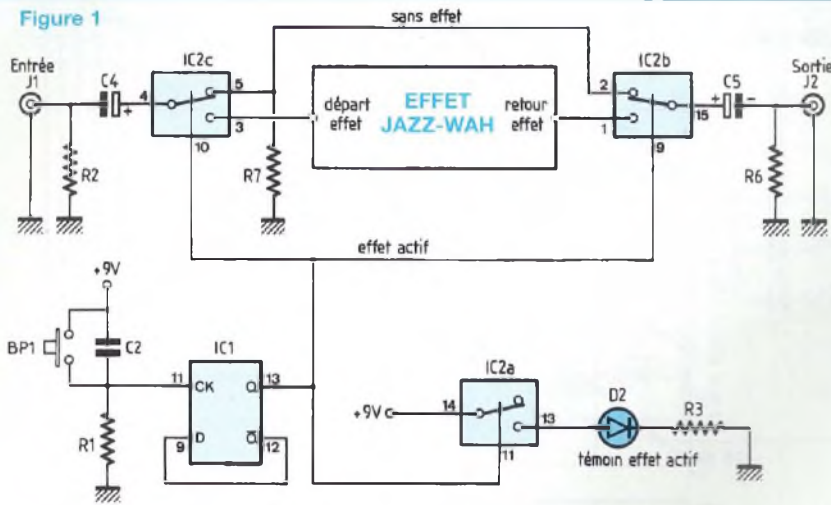 Figure 1
sans effet
Entrée
J1
C4
+
4
IC2c
5
3
10
R2
R7
départ
effet
EFFET
JAZZ-WAH
retour
effet
IC2b
2
1
15
9
+
C5
−
Sortie
J2
R6
effet actif
+9V
BP1
C2
R1
IC1
11
CK
Q
13
9
D
Q
12
+9V
14
IC2a
13
11
D2
R3
témoin effet actif